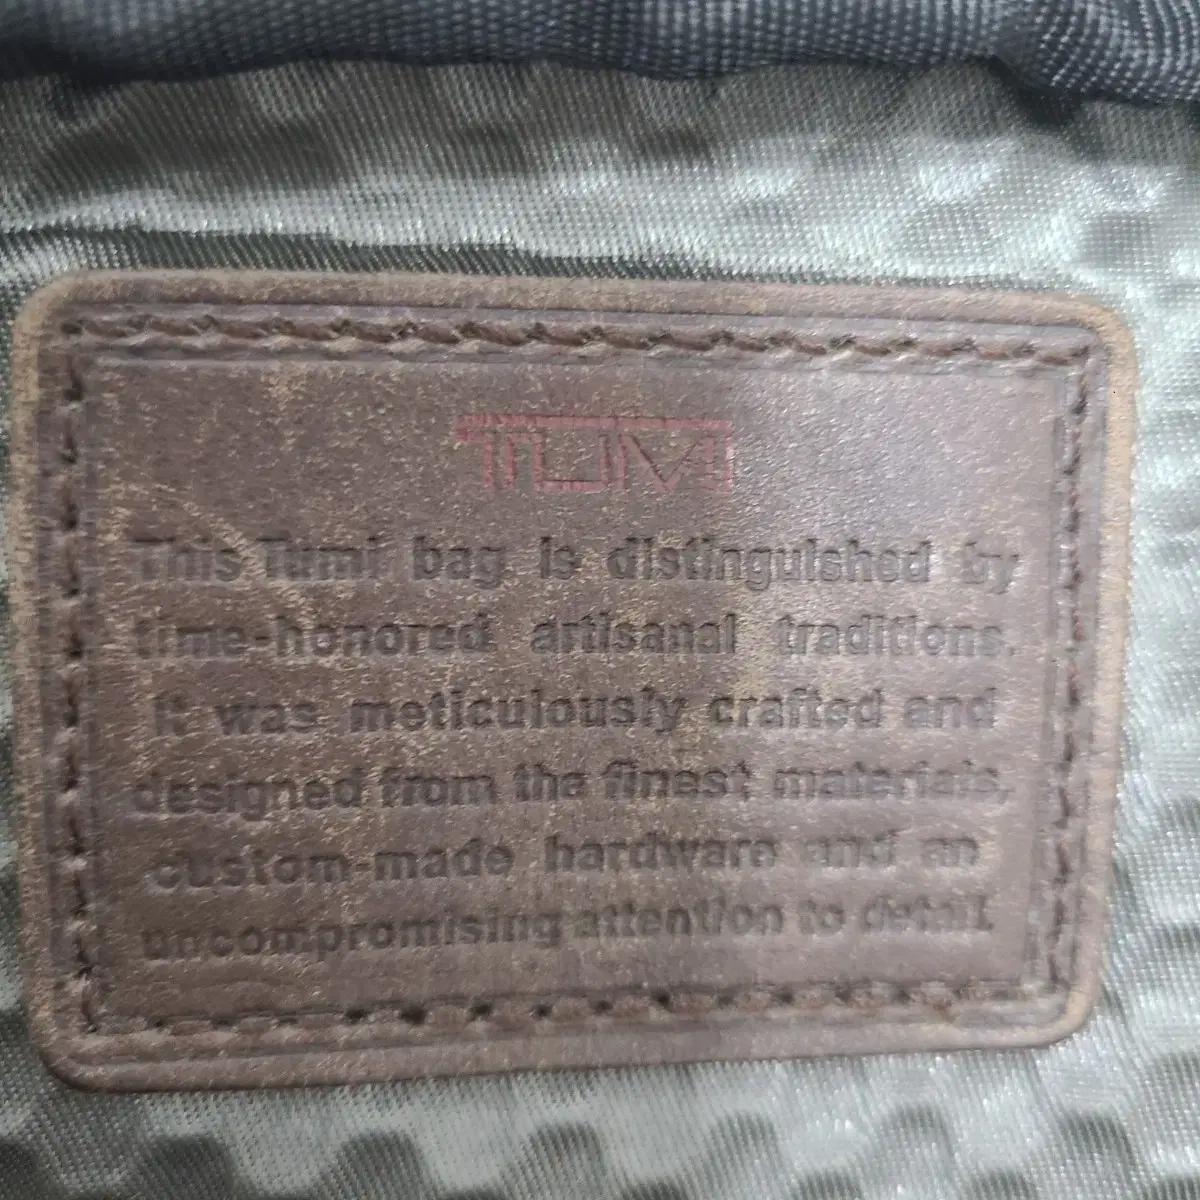 TUMI
This Tumi bag is distinguished by
time-honored artisanal traditions.
It was meticulously crafted and
designed from the finest materials,
custom-made hardware and an
uncompromising attention to detail.